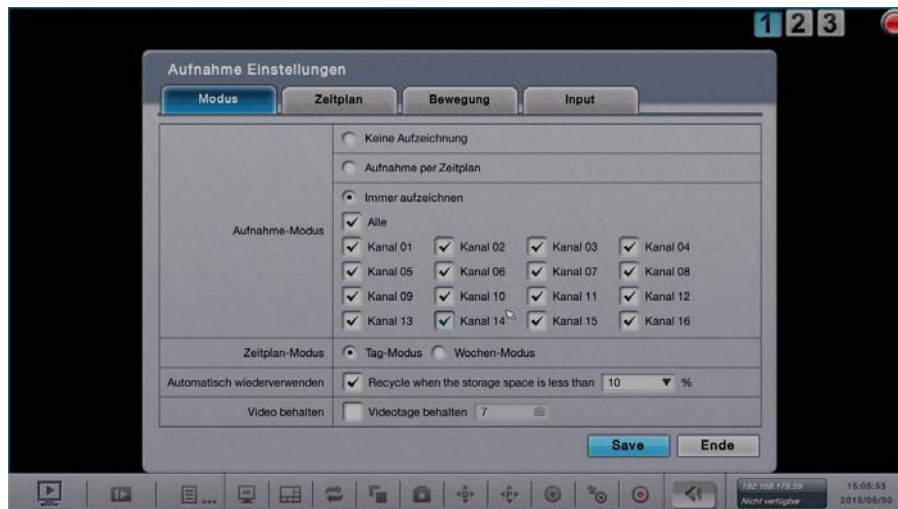 1 2 3
Aufnahme Einstellungen
Modus Zeitplan Bewegung Input
Keine Aufzeichnung
Aufnahme per Zeitplan
Immer aufzeichnen
Aufnahme-Modus
Alle
Kanal 01 Kanal 02 Kanal 03 Kanal 04
Kanal 05 Kanal 06 Kanal 07 Kanal 08
Kanal 09 Kanal 10 Kanal 11 Kanal 12
Kanal 13 Kanal 14 Kanal 15 Kanal 16
Zeitplan-Modus Tag-Modus Wochen-Modus
Automatisch wiederverwenden Recycle when the storage space is less than 10 %
Video behalten Videotage behalten 7
Save Ende
192.168.179.59 15:05:33
Nicht verfügbar 2015/06/30